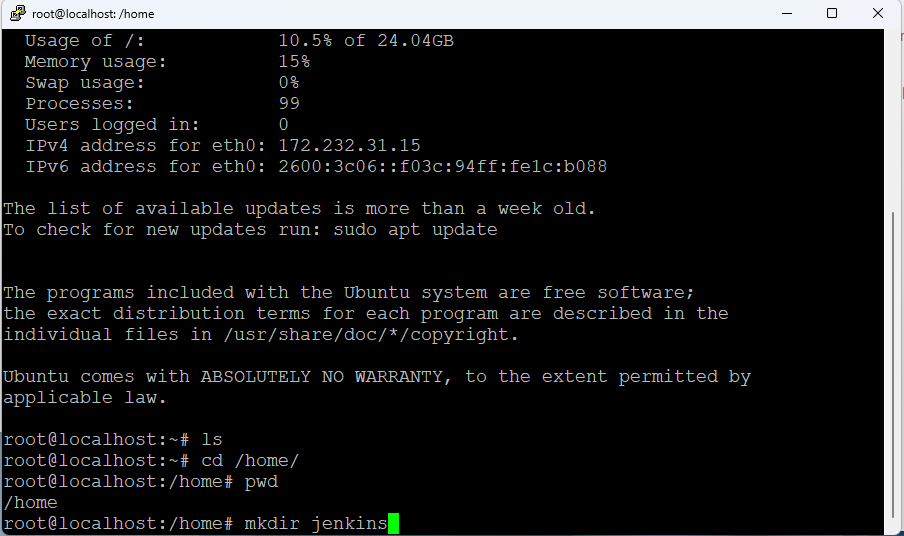 root@localhost: /home
Usage of /: 10.5% of 24.04GB
Memory usage: 15%
Swap usage: 0%
Processes: 99
Users logged in: 0
IPv4 address for eth0: 172.232.31.15
IPv6 address for eth0: 2600:3c06::f03c:94ff:fe1c:b088
The list of available updates is more than a week old.
To check for new updates run: sudo apt update
The programs included with the Ubuntu system are free software;
the exact distribution terms for each program are described in the
individual files in /usr/share/doc/*/copyright.
Ubuntu comes with ABSOLUTELY NO WARRANTY, to the extent permitted by
applicable law.
root@localhost:~# ls
root@localhost:~# cd /home/
root@localhost:/home# pwd
/home
root@localhost:/home# mkdir jenkins